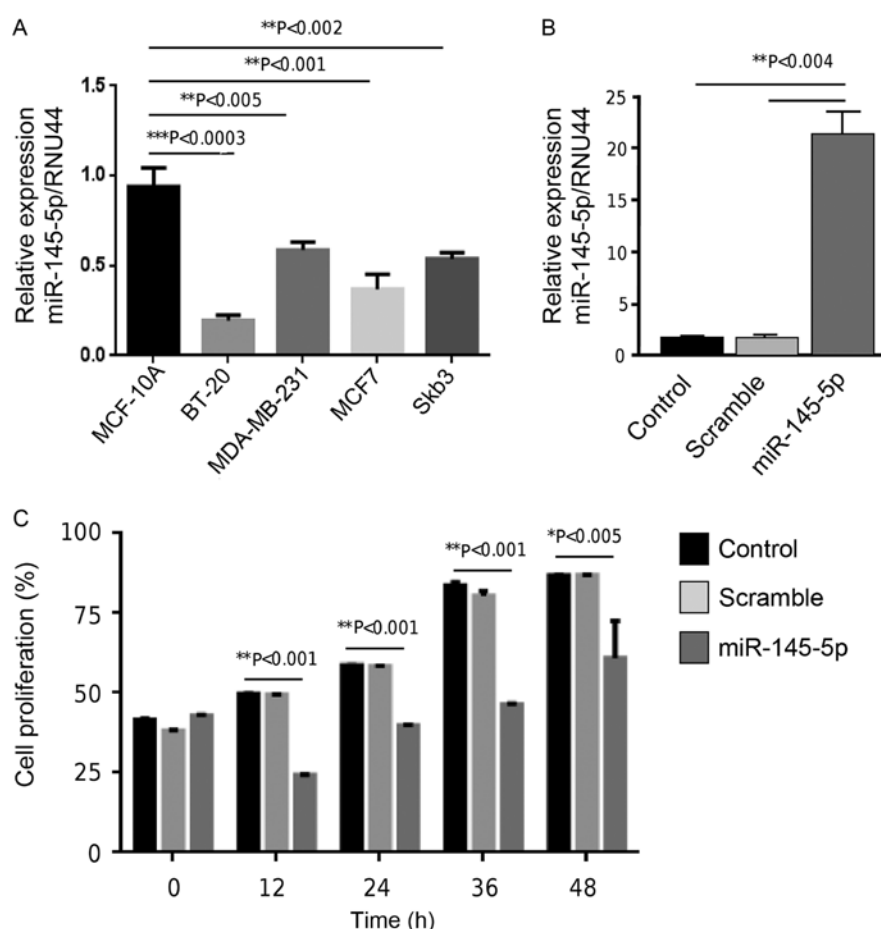 A
**P<0.002
**P<0.001
**P<0.005
***P<0.0003
Relative expression
miR-145-5p/RNU44
1.5
1.0
0.5
0.0
MCF-10A
BT-20
MDA-MB-231
MCF7
Skb3
B
**P<0.004
Relative expression
miR-145-5p/RNU44
25
20
15
10
5
0
Control
Scramble
miR-145-5p
C
Cell proliferation (%)
100
75
50
25
0
**P<0.001
**P<0.001
**P<0.001
*P<0.005
0 12 24 36 48
Time (h)
Control
Scramble
miR-145-5p